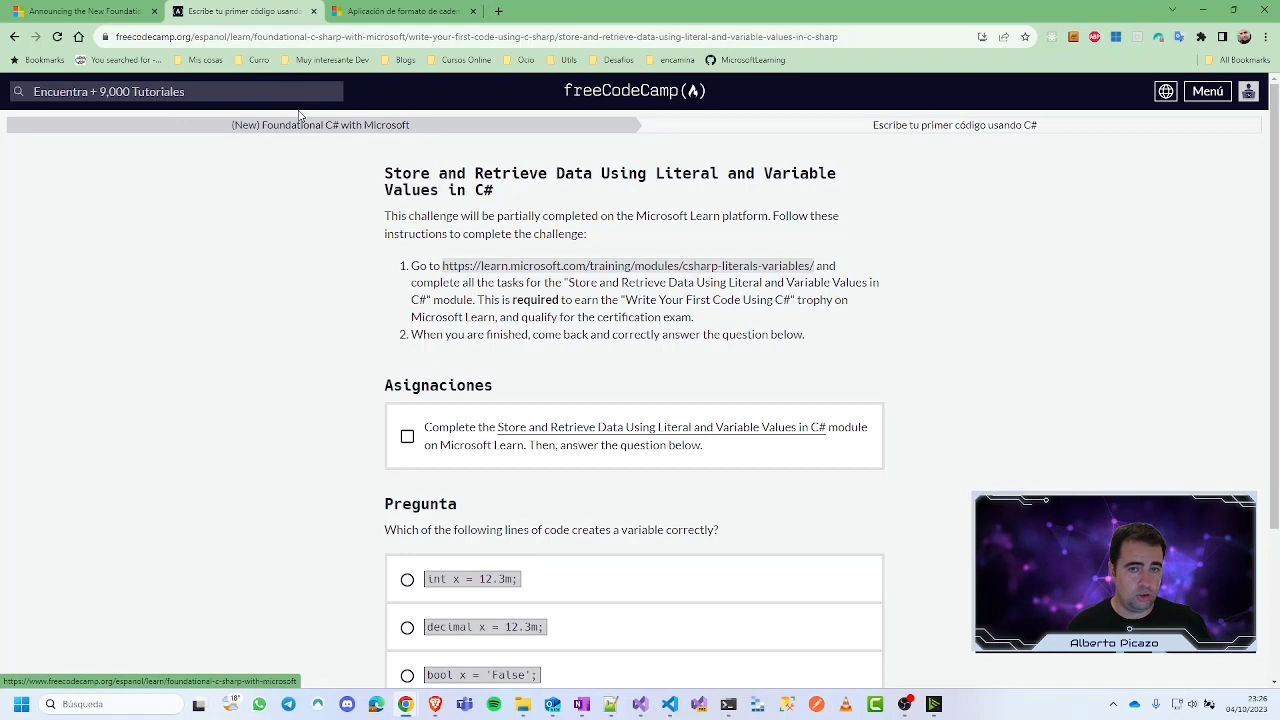 Announcing the New Foundation
Escribe tu primer código usando
Aplicación de formato de cader
freecodecamp.org/espanol/learn/foundational-c-sharp-with-microsoft/write-your-first-code-using-c-sharp/store-and-retrieve-data-using-literal-and-variable-values-in-c-sharp
Bookmarks
You searched for -...
Mis cosas
Curro
Muy interesante Dev
Blogs
Cursos Online
Ocio
Utils
Desafios
encamina
MicrosoftLearning
All Bookmarks
Encuentra + 9,000 Tutoriales
freeCodeCamp
Menú
(New) Foundational C# with Microsoft
Escribe tu primer código usando C#
Store and Retrieve Data Using Literal and Variable
Values in C#
This challenge will be partially completed on the Microsoft Learn platform. Follow these
instructions to complete the challenge:
1. Go to https://learn.microsoft.com/training/modules/csharp-literals-variables/ and
complete all the tasks for the "Store and Retrieve Data Using Literal and Variable Values in
C#" module. This is required to earn the "Write Your First Code Using C#" trophy on
Microsoft Learn, and qualify for the certification exam.
2. When you are finished, come back and correctly answer the question below.
Asignaciones
Complete the Store and Retrieve Data Using Literal and Variable Values in C# module
on Microsoft Learn. Then, answer the question below.
Pregunta
Which of the following lines of code creates a variable correctly?
int x = 12.3m;
decimal x = 12.3m;
bool x = 'False';
Alberto Picazo
https://www.freecodecamp.org/espanol/learn/foundational-c-sharp-with-microsoft
Búsqueda
18°
23:26
04/10/2023